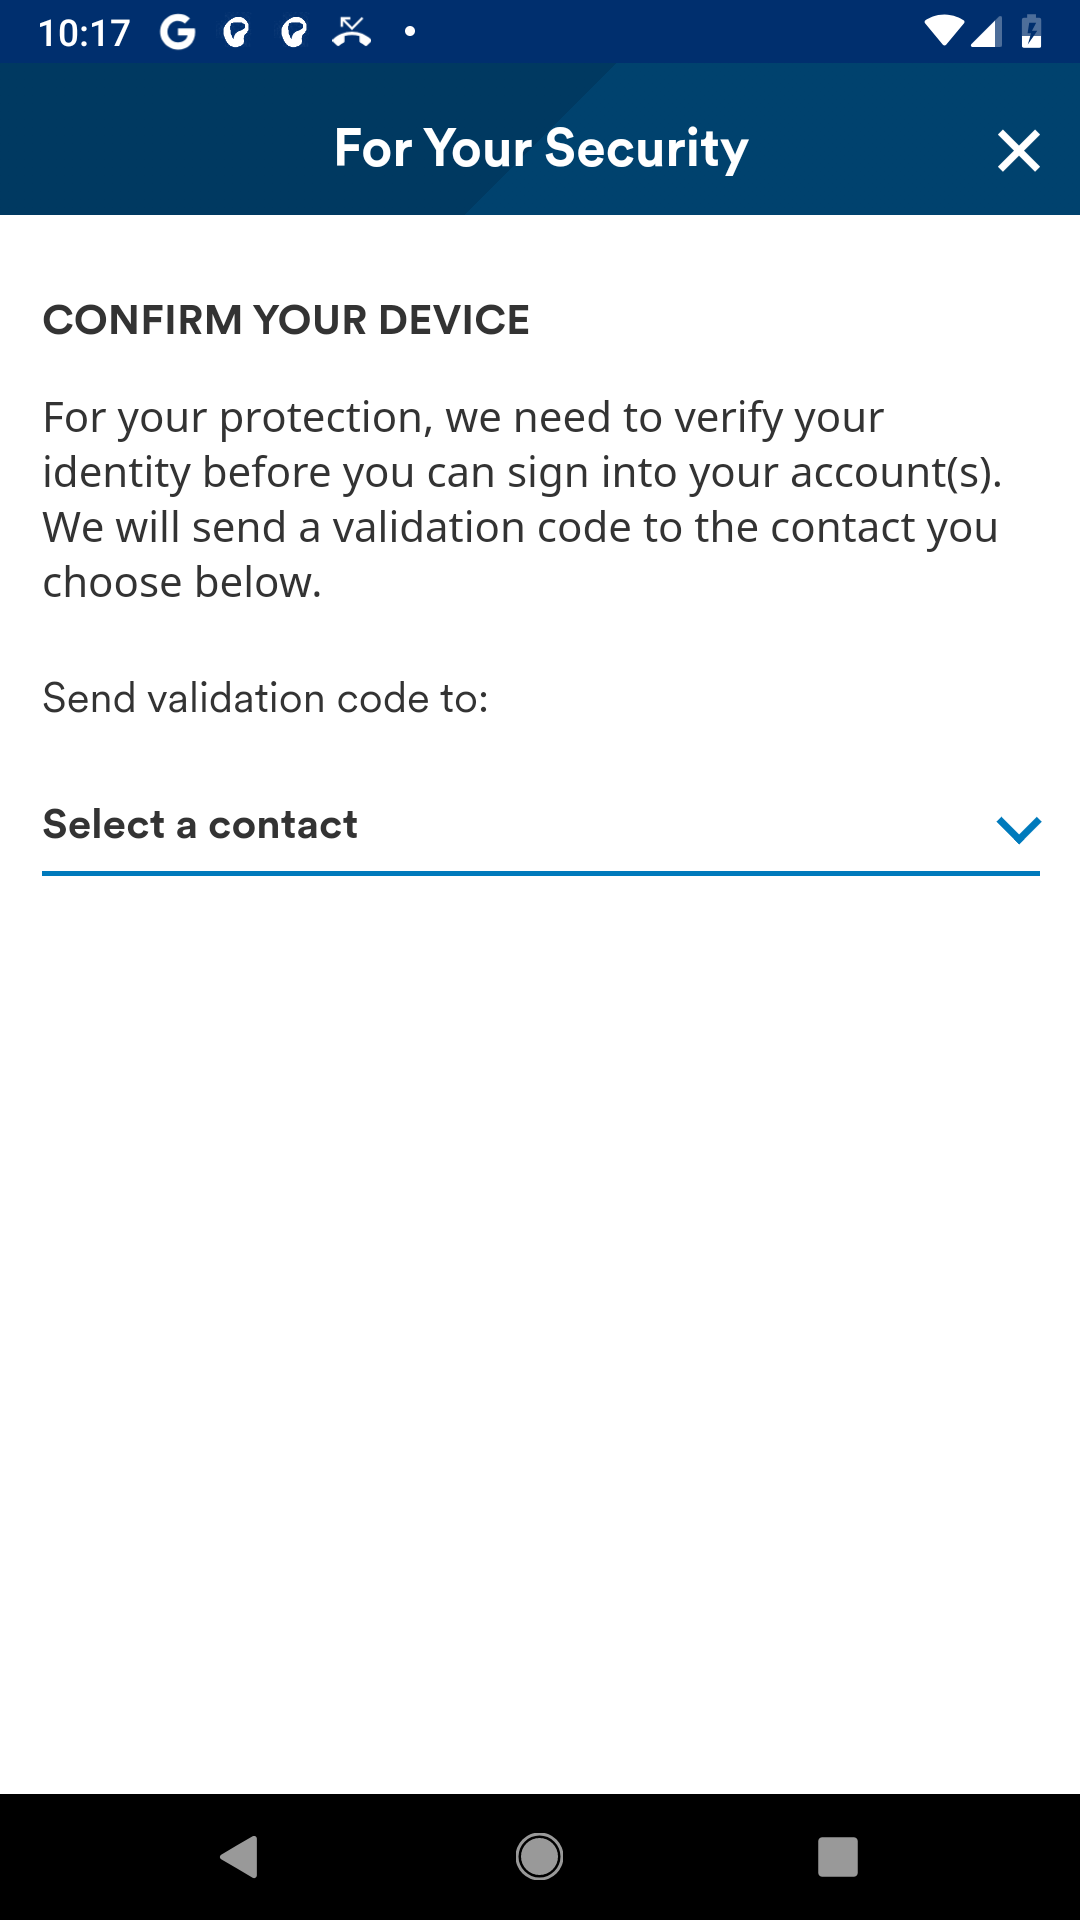 10:17
For Your Security
CONFIRM YOUR DEVICE
For your protection, we need to verify your
identity before you can sign into your account(s).
We will send a validation code to the contact you
choose below.
Send validation code to:
Select a contact